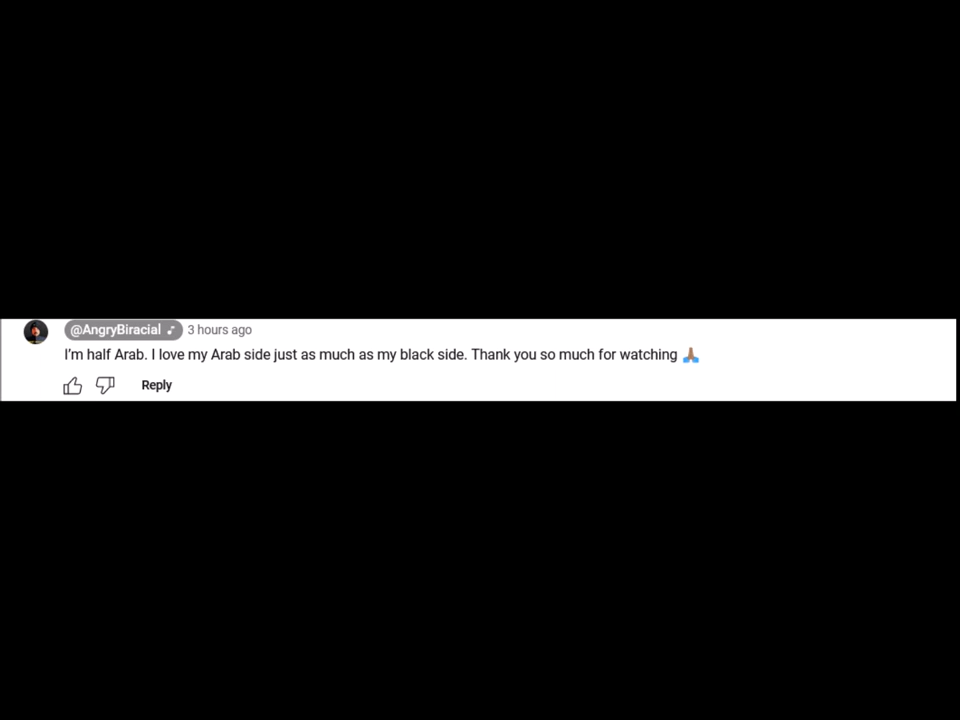 @AngryBiracial 3 hours ago
I'm half Arab. I love my Arab side just as much as my black side. Thank you so much for watching 🙏🏽
Reply